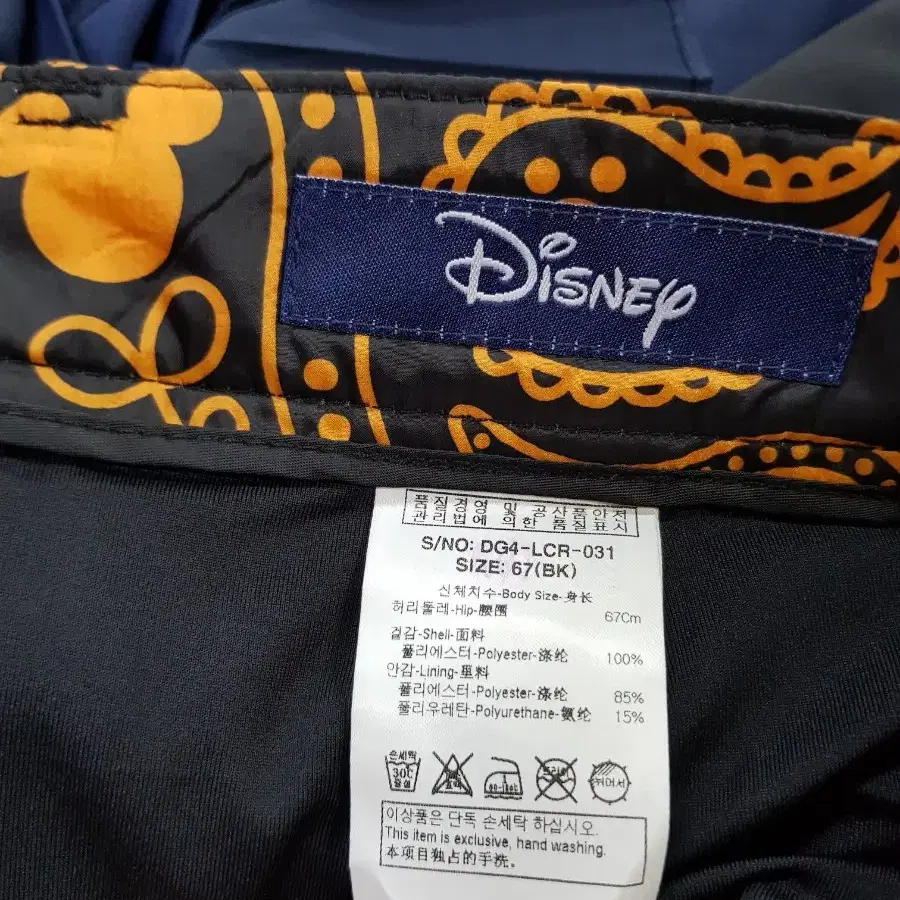 Disney
품질경영 및 공산품안전
관리법에 의한 품질표시
S/NO: DG4-LCR-031
SIZE: 67(BK)
신체치수-Body Size-身长
허리둘레-Hip-腰围 67Cm
겉감-Shell-面料
폴리에스터-Polyester-涤纶 100%
안감-Lining-里料
폴리에스터-Polyester-涤纶 85%
폴리우레탄-Polyurethane-氨纶 15%
손세탁
30℃
이상품은 단독 손세탁 하십시오.
This item is exclusive, hand washing.
本项目独占的手洗.